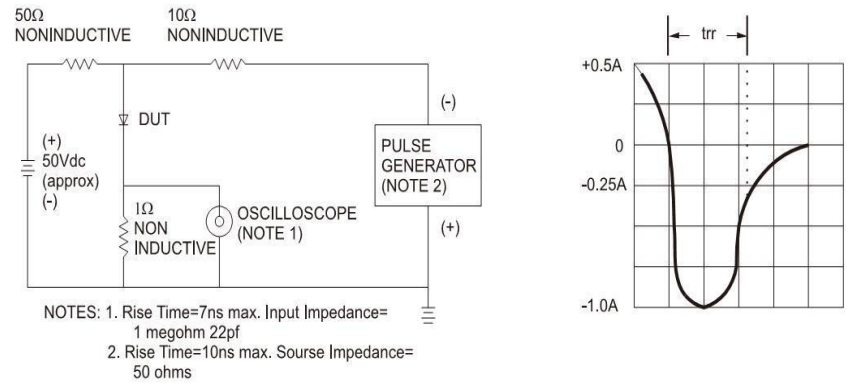 50Ω
NONINDUCTIVE
10Ω
NONINDUCTIVE
DUT
(+)
50Vdc
(approx)
(-)
1Ω
NON
INDUCTIVE
OSCILLOSCOPE
(NOTE 1)
(-)
PULSE
GENERATOR
(NOTE 2)
(+)
NOTES: 1. Rise Time=7ns max. Input Impedance=
1 megohm 22pf
2. Rise Time=10ns max. Sourse Impedance=
50 ohms
trr
+0.5A
0
-0.25A
-1.0A